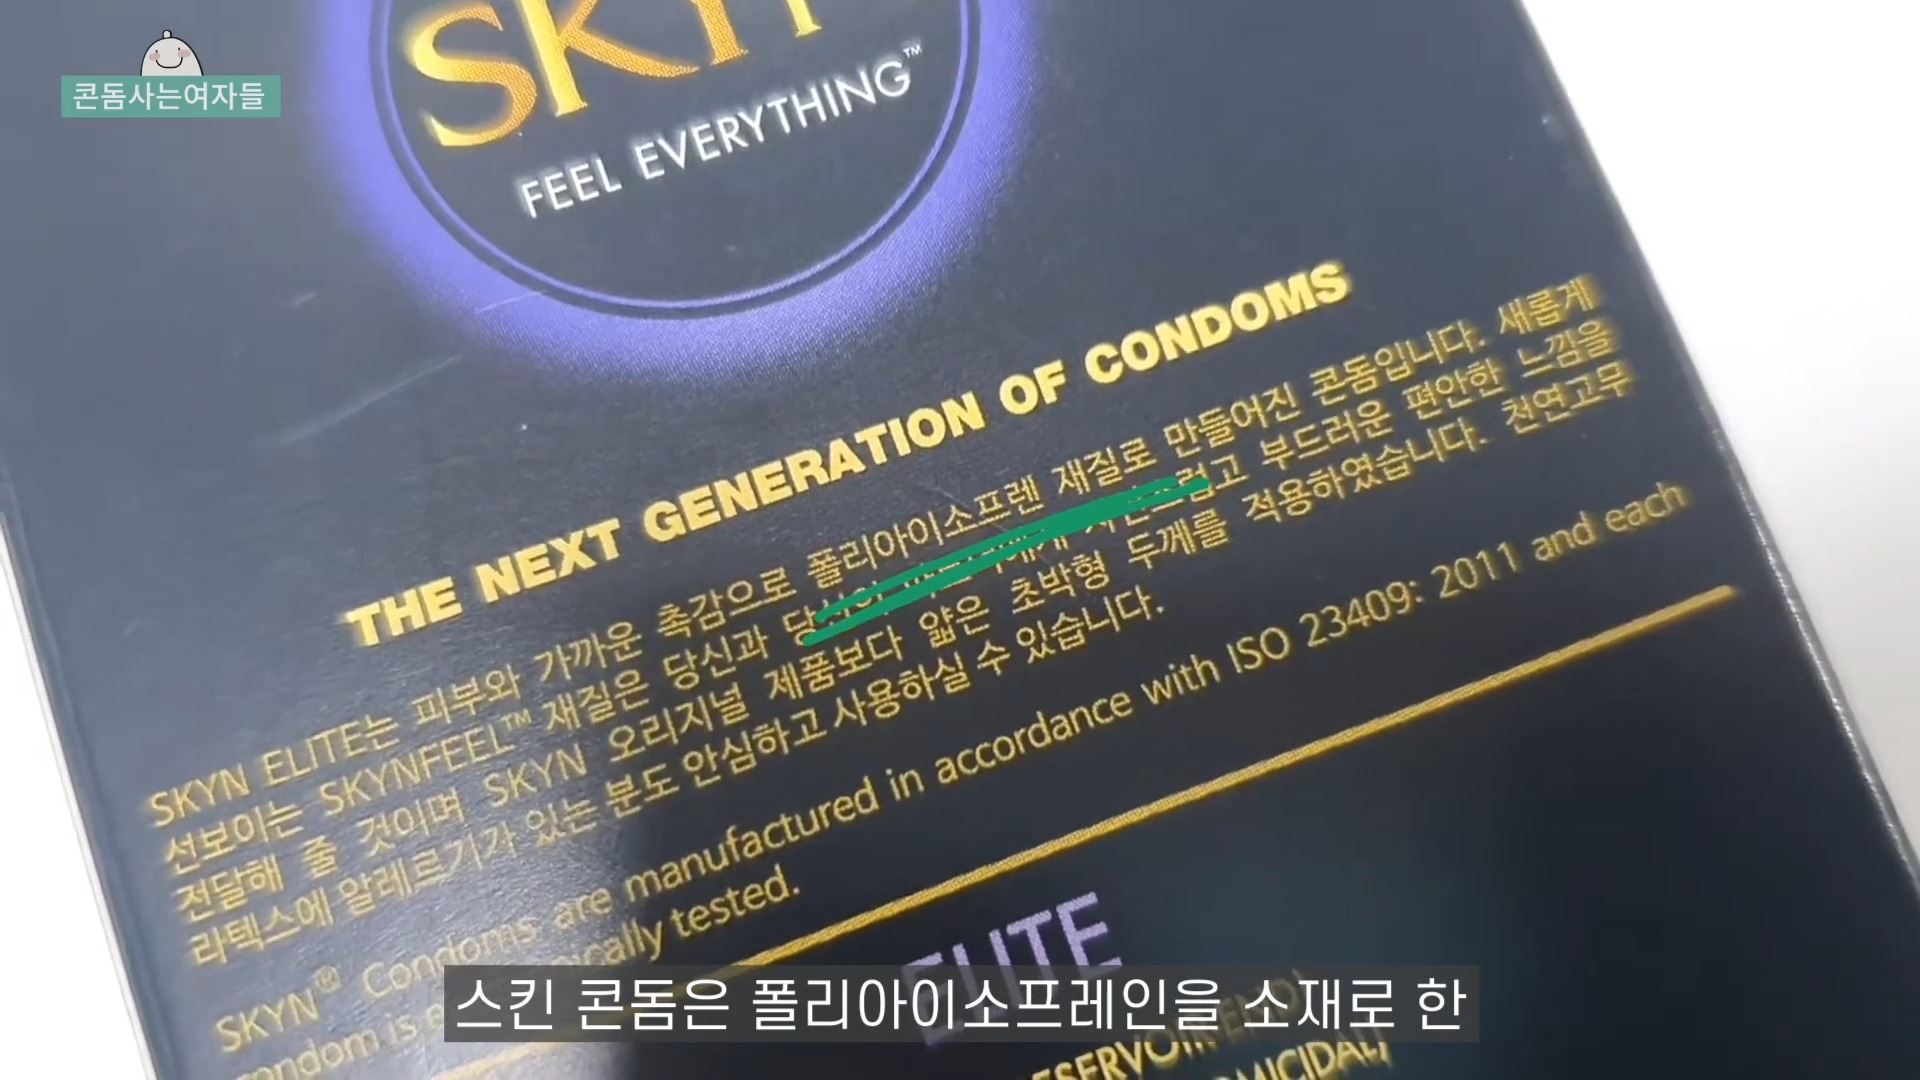 콘돔사는여자들
SKYN
FEEL EVERYTHING™
THE NEXT GENERATION OF CONDOMS
SKYN ELITE는 피부와 가까운 촉감으로 폴리아이소프렌 재질로 만들어진 콘돔입니다. 새롭게
선보이는 SKYNFEEL™ 재질은 당신과 부드러운 편안한 느낌을
전달해 줄 것이며 SKYN 오리지널 제품보다 얇은 초박형 두께를 적용하였습니다. 천연고무
라텍스에 알레르기가 있는 분도 안심하고 사용하실 수 있습니다.
SKYN® Condoms are manufactured in accordance with ISO 23409: 2011 and each
condom is tested.
ELITE
스킨 콘돔은 폴리아이소프레인을 소재로 한